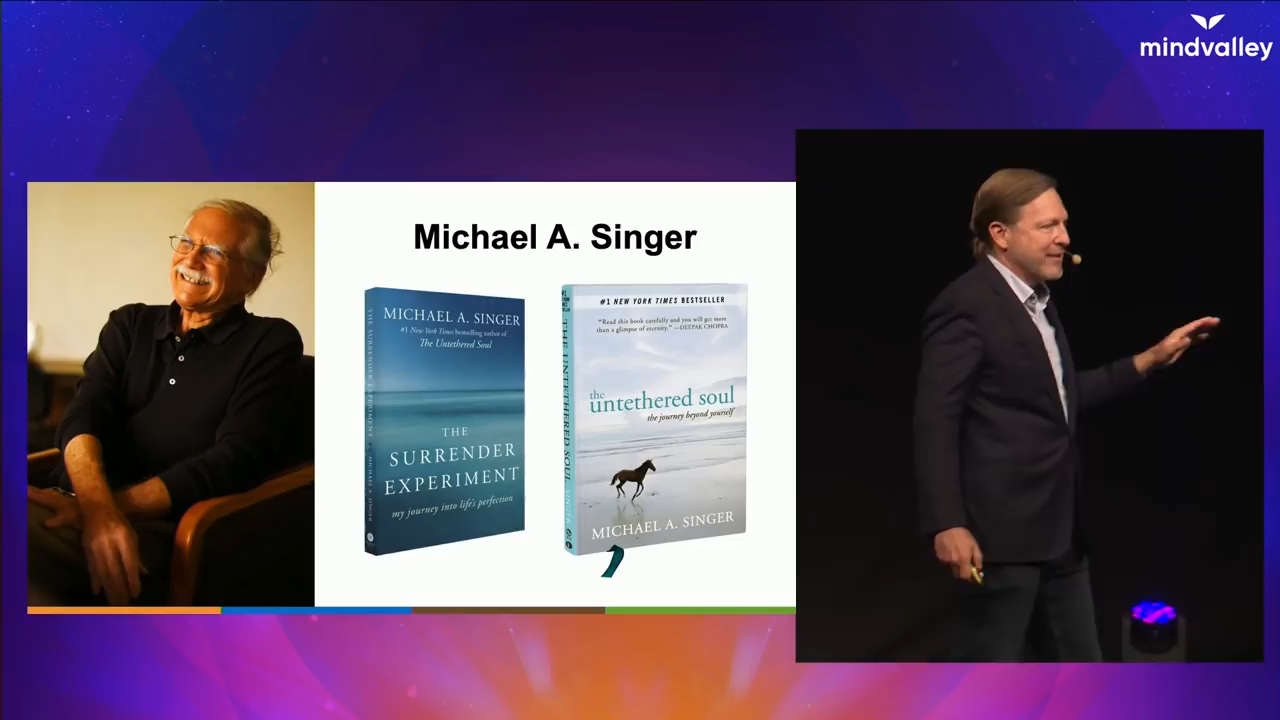 mindvalley
Michael A. Singer
MICHAEL A. SINGER
#1 New York Times bestselling author of
The Untethered Soul
THE
SURRENDER
EXPERIMENT
my journey into life's perfection
THE SURRENDER EXPERIMENT
MICHAEL A. SINGER
#1 NEW YORK TIMES BESTSELLER
"Read this book carefully and you will get more
than a glimpse of eternity." —DEEPAK CHOPRA
the
untethered soul
the journey beyond yourself
MICHAEL A. SINGER
THE UNTETHERED SOUL
SINGER